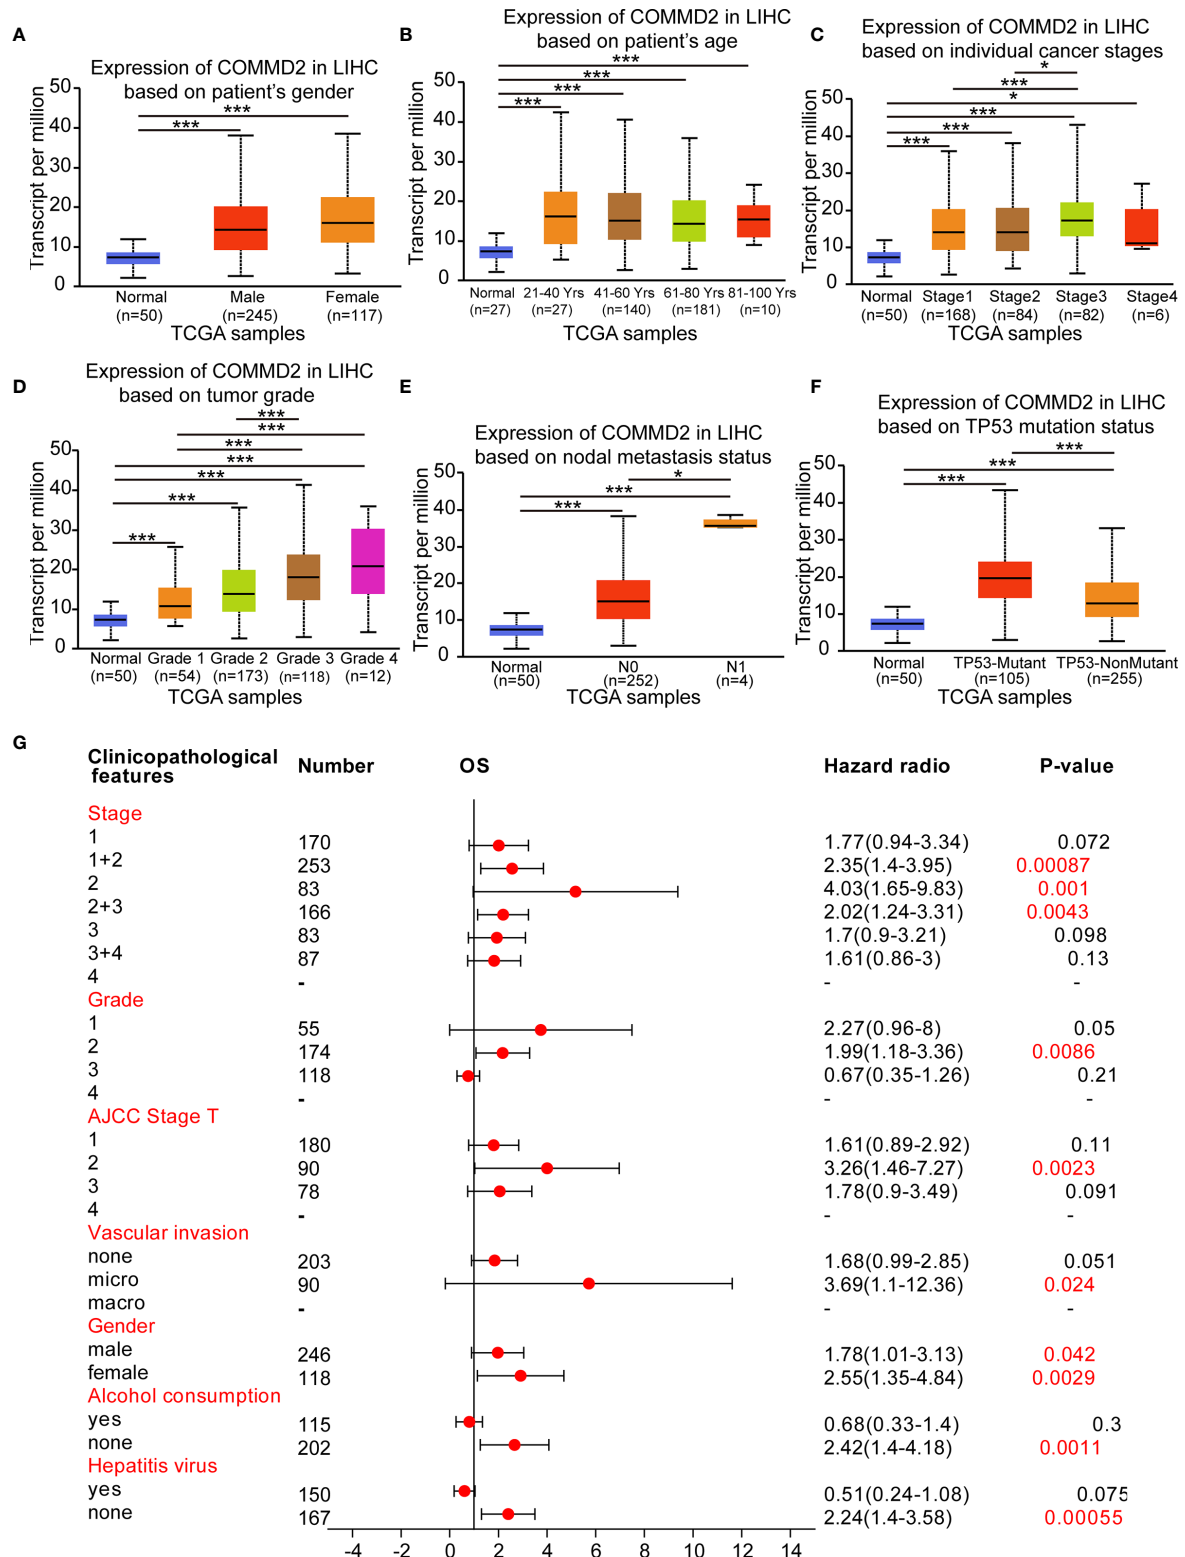 A
Expression of COMMD2 in LIHC
based on patient's gender
Transcript per million
50
40
30
20
10
0
***
***
Normal
(n=50)
Male
(n=245)
Female
(n=117)
TCGA samples
B
Expression of COMMD2 in LIHC
based on patient's age
Transcript per million
50
40
30
20
10
0
***
***
***
***
Normal
(n=27)
21-40 Yrs
(n=27)
41-60 Yrs
(n=140)
61-80 Yrs
(n=181)
81-100 Yrs
(n=10)
TCGA samples
C
Expression of COMMD2 in LIHC
based on individual cancer stages
Transcript per million
50
40
30
20
10
0
*
***
*
***
***
***
Normal
(n=50)
Stage1
(n=168)
Stage2
(n=84)
Stage3
(n=82)
Stage4
(n=6)
TCGA samples
D
Expression of COMMD2 in LIHC
based on tumor grade
Transcript per million
50
40
30
20
10
0
***
***
***
***
***
***
***
Normal
(n=50)
Grade 1
(n=54)
Grade 2
(n=173)
Grade 3
(n=118)
Grade 4
(n=12)
TCGA samples
E
Expression of COMMD2 in LIHC
based on nodal metastasis status
Transcript per million
50
40
30
20
10
0
*
***
***
Normal
(n=50)
N0
(n=252)
N1
(n=4)
TCGA samples
F
Expression of COMMD2 in LIHC
based on TP53 mutation status
Transcript per million
50
40
30
20
10
0
***
***
***
Normal
(n=50)
TP53-Mutant
(n=105)
TP53-NonMutant
(n=255)
TCGA samples
G
Clinicopathological features Number OS Hazard radio P-value
Stage
1 170 1.77(0.94-3.34) 0.072
1+2 253 2.35(1.4-3.95) 0.00087
2 83 4.03(1.65-9.83) 0.001
2+3 166 2.02(1.24-3.31) 0.0043
3 83 1.7(0.9-3.21) 0.098
3+4 87 1.61(0.86-3) 0.13
4 - - -
Grade
1 55 2.27(0.96-8) 0.05
2 174 1.99(1.18-3.36) 0.0086
3 118 0.67(0.35-1.26) 0.21
4 - - -
AJCC Stage T
1 180 1.61(0.89-2.92) 0.11
2 90 3.26(1.46-7.27) 0.0023
3 78 1.78(0.9-3.49) 0.091
4 - - -
Vascular invasion
none 203 1.68(0.99-2.85) 0.051
micro 90 3.69(1.1-12.36) 0.024
macro - - -
Gender
male 246 1.78(1.01-3.13) 0.042
female 118 2.55(1.35-4.84) 0.0029
Alcohol consumption
yes 115 0.68(0.33-1.4) 0.3
none 202 2.42(1.4-4.18) 0.0011
Hepatitis virus
yes 150 0.51(0.24-1.08) 0.075
none 167 2.24(1.4-3.58) 0.00055
-4 -2 0 2 4 6 8 10 12 14